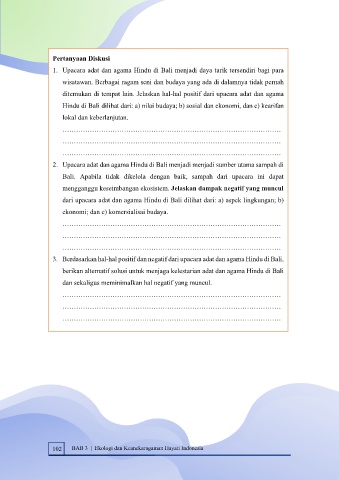 Pertanyaan Diskusi
1. Upacara adat dan agama Hindu di Bali menjadi daya tarik tersendiri bagi para
wisatawan. Berbagai ragam seni dan budaya yang ada di dalamnya tidak pernah
ditemukan di tempat lain. Jelaskan hal-hal positif dari upacara adat dan agama
Hindu di Bali dilihat dari: a) nilai budaya; b) sosial dan ekonomi, dan c) kearifan
lokal dan keberlanjutan.
2. Upacara adat dan agama Hindu di Bali menjadi menjadi sumber utama sampah di
Bali. Apabila tidak dikelola dengan baik, sampah dari upacara ini dapat
mengganggu keseimbangan ekosistem. Jelaskan dampak negatif yang muncul
dari upacara adat dan agama Hindu di Bali dilihat dari: a) aspek lingkungan; b)
ekonomi; dan c) komersialisai budaya.
3. Berdasarkan hal-hal positif dan negatif dari upacara adat dan agama Hindu di Bali,
berikan alternatif solusi untuk menjaga kelestarian adat dan agama Hindu di Bali
dan sekaligus meminimalkan hal negatif yang muncul.
102 BAB 3 | Ekologi dan Keanekaragaman Hayati Indonesia